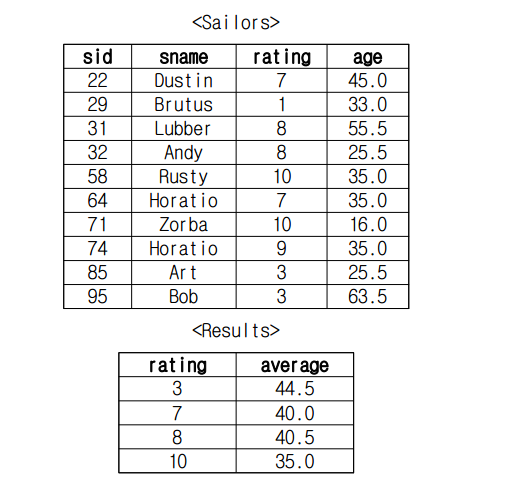 <Sailors>
sid sname rating age
22 Dustin 7 45.0
29 Brutus 1 33.0
31 Lubber 8 55.5
32 Andy 8 25.5
58 Rusty 10 35.0
64 Horatio 7 35.0
71 Zorba 10 16.0
74 Horatio 9 35.0
85 Art 3 25.5
95 Bob 3 63.5
<Results>
rating average
3 44.5
7 40.0
8 40.5
10 35.0